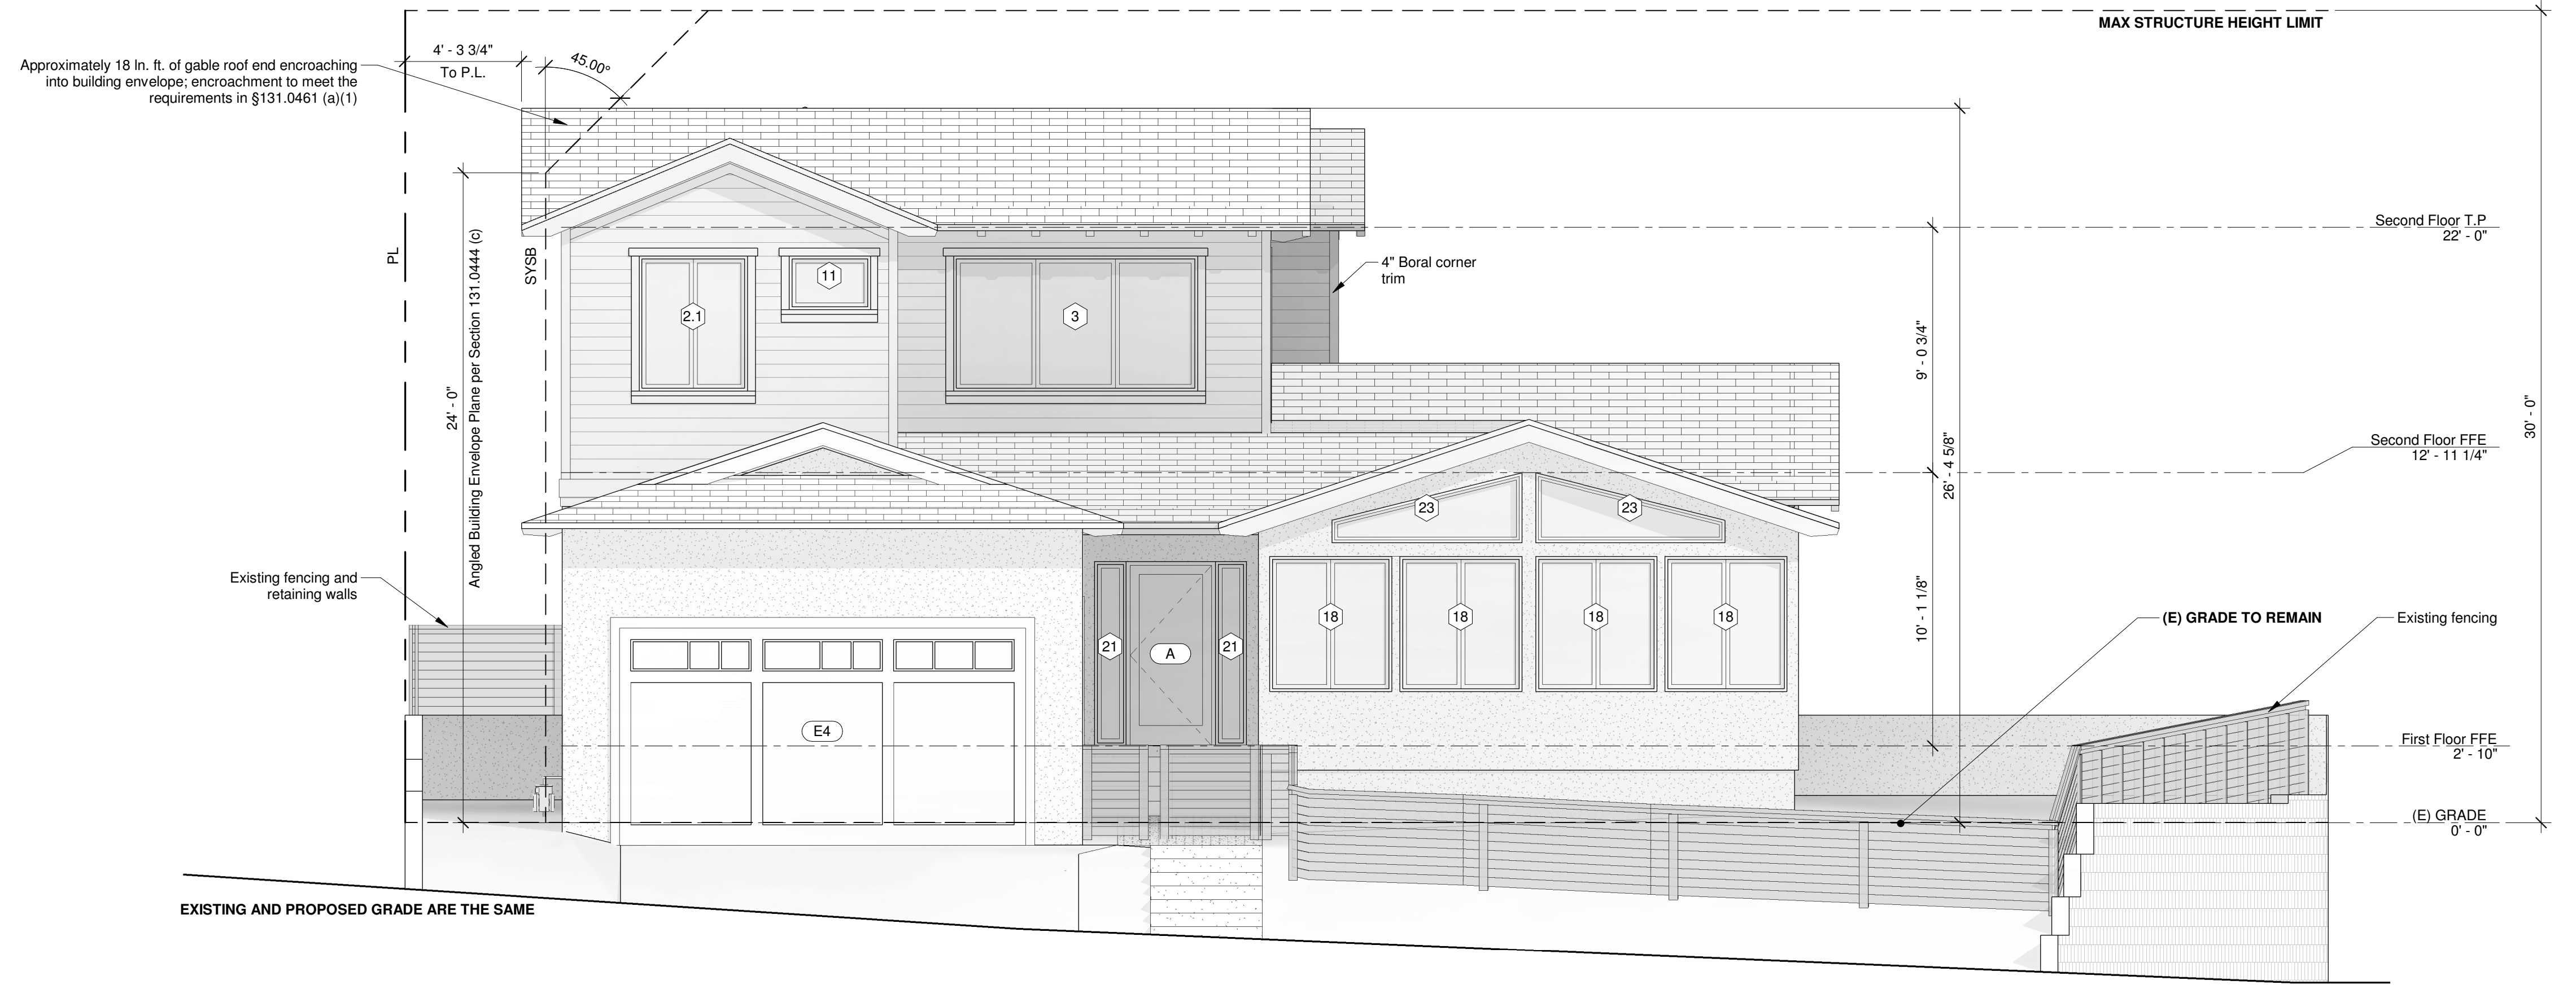 MAX STRUCTURE HEIGHT LIMIT
4' - 3 3/4"
To P.L.
45.00°
Approximately 18 ln. ft. of gable roof end encroaching
into building envelope; encroachment to meet the
requirements in §131.0461 (a)(1)
PL
SYSB
24' - 0"
Angled Building Envelope Plane per Section 131.0444 (c)
Second Floor T.P
22' - 0"
4" Boral corner
trim
11
2.1
3
9' - 0 3/4"
26' - 4 5/8"
30' - 0"
Second Floor FFE
12' - 11 1/4"
23
23
Existing fencing and
retaining walls
10' - 1 1/8"
18
18
18
18
(E) GRADE TO REMAIN
Existing fencing
21
A
21
E4
First Floor FFE
2' - 10"
(E) GRADE
0' - 0"
EXISTING AND PROPOSED GRADE ARE THE SAME